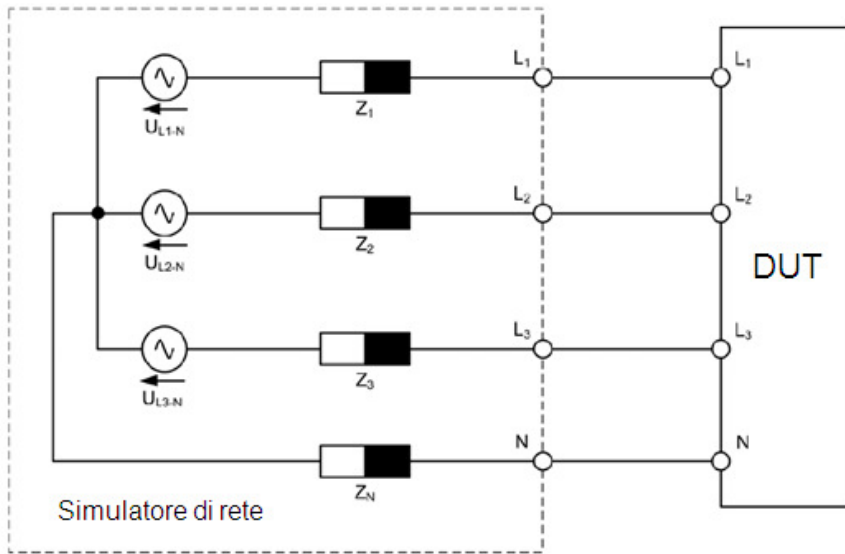 L1
L1
Z1
UL1-N
L2
L2
Z2
UL2-N
DUT
L3
L3
Z3
UL3-N
N
N
ZN
Simulatore di rete